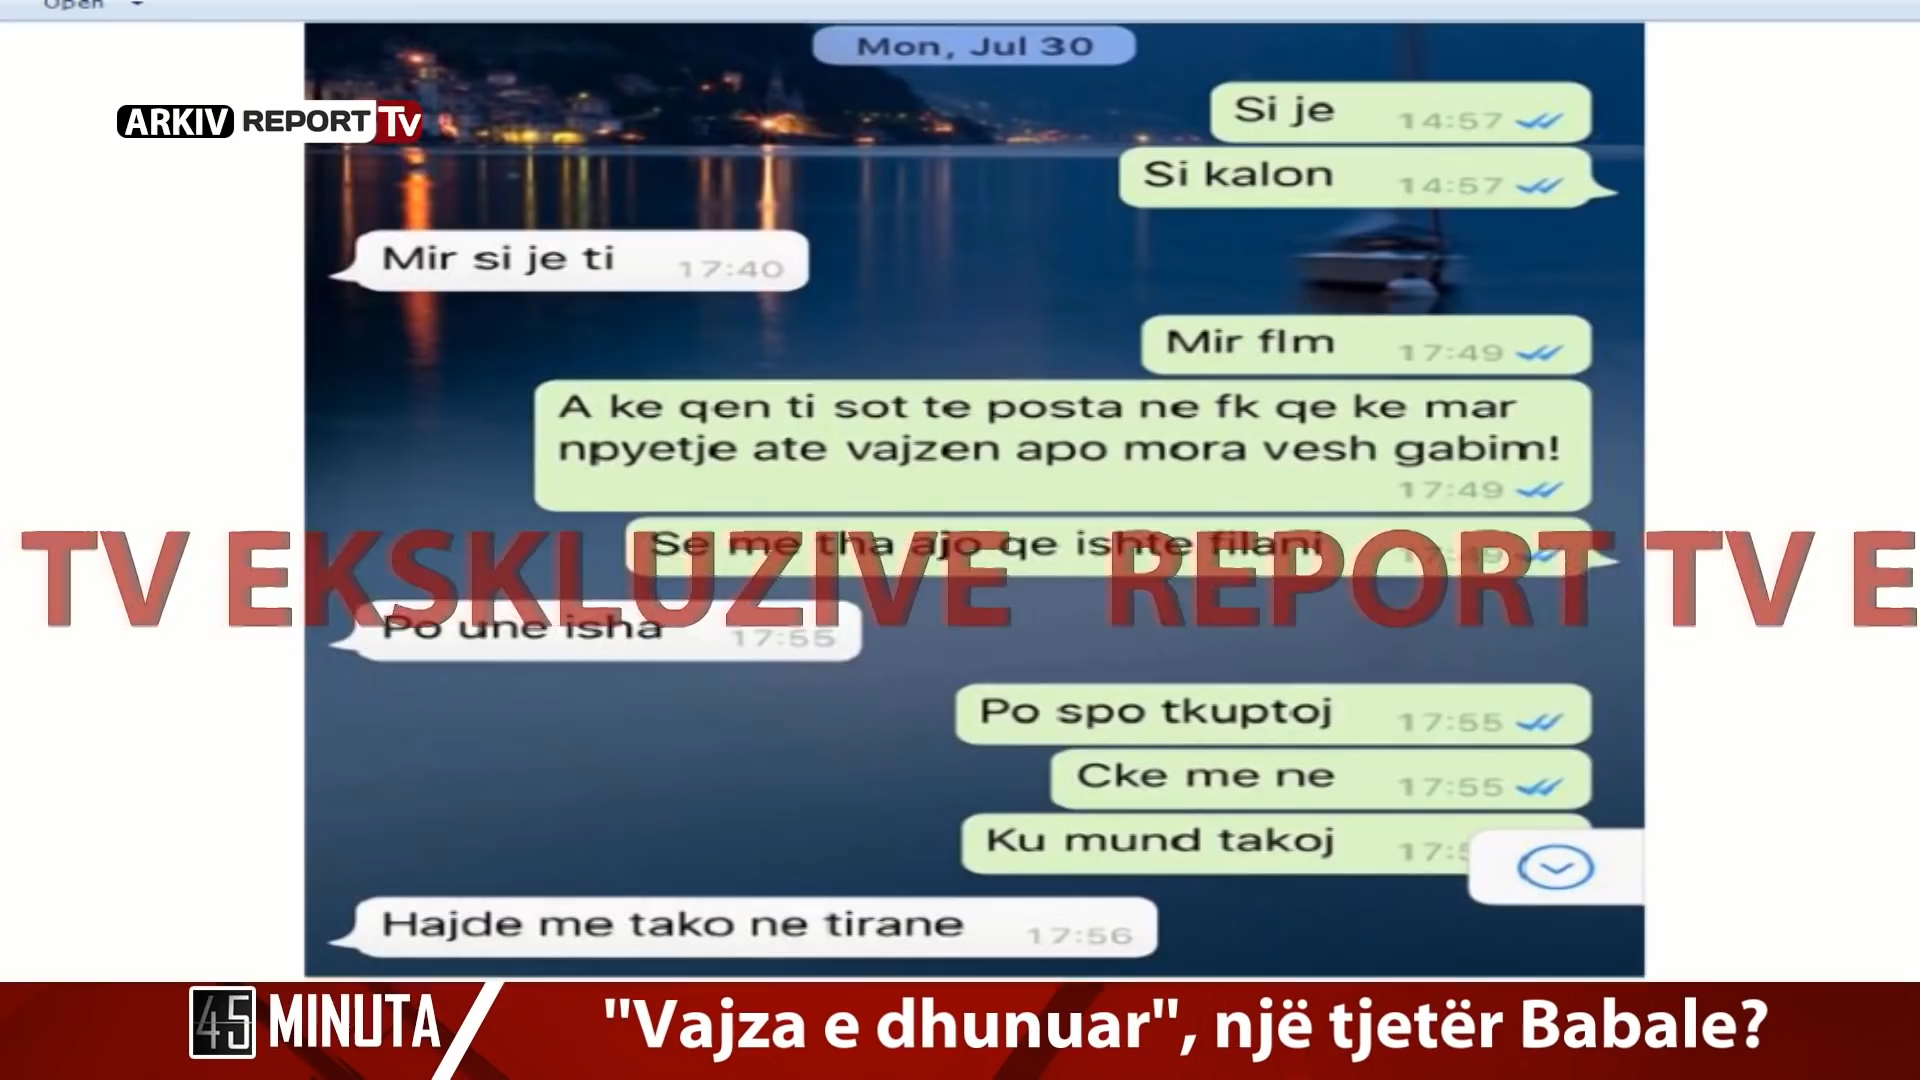 Open
Mon, Jul 30
ARKIV REPORT Tv
Si je 14:57
Si kalon 14:57
Mir si je ti 17:40
Mir flm 17:49
A ke qen ti sot te posta ne fk qe ke mar
npyetje ate vajzen apo mora vesh gabim!
17:49
Se me tha ajo qe ishte filani 17:49
TV EKSKLUZIVE REPORT TV E
Po une isha 17:55
Po spo tkuptoj 17:55
Cke me ne 17:55
Ku mund takoj
Hajde me tako ne tirane 17:56
45 MINUTA
"Vajza e dhunuar", një tjetër Babale?